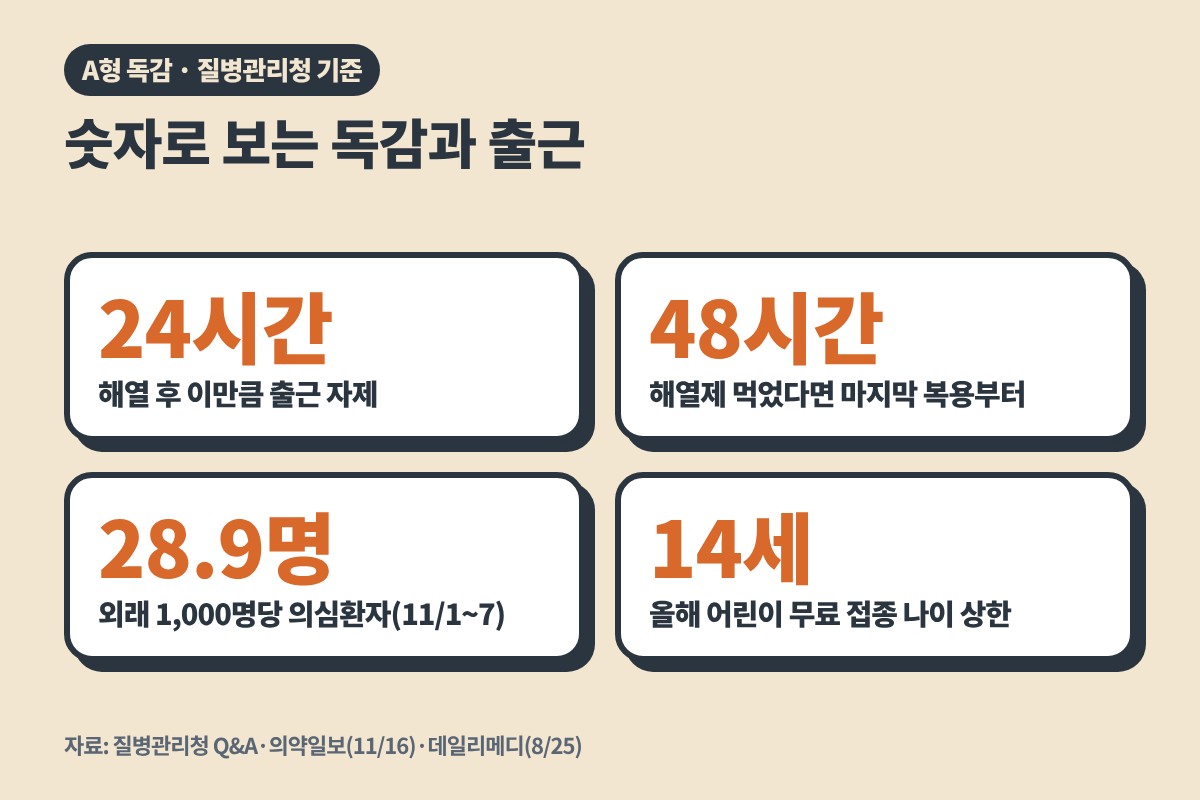 A형 독감 · 질병관리청 기준
숫자로 보는 독감과 출근
24시간
해열 후 이만큼 출근 자제
48시간
해열제 먹었다면 마지막 복용부터
28.9명
외래 1,000명당 의심환자(11/1~7)
14세
올해 어린이 무료 접종 나이 상한
자료: 질병관리청 Q&A·의약일보(11/16)·데일리메디(8/25)